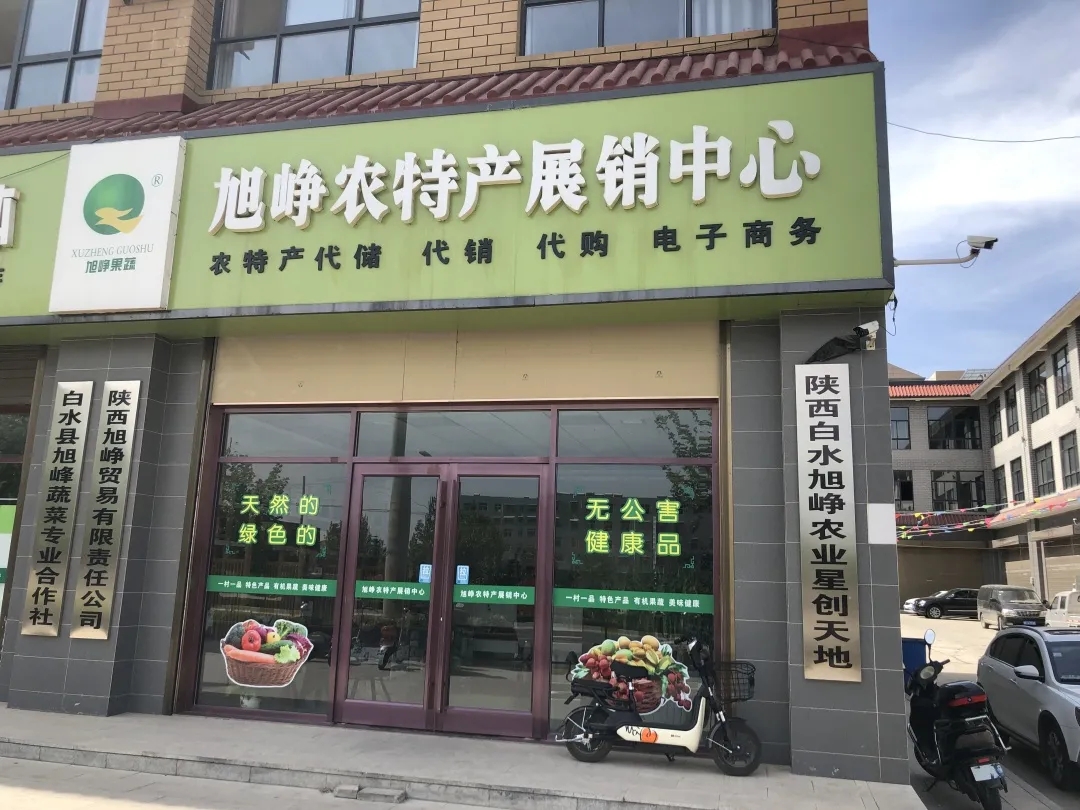 旭峥农特产展销中心
农特产代储 代销 代购 电子商务
®
XUZHENG GUOSHU
旭峥果蔬
白水县旭峰蔬菜专业合作社
陕西旭峥贸易有限责任公司
陕西白水旭峥农业星创天地
天然的
绿色的
无公害
健康品
一村一品 特色产品 有机果蔬 美味健康
旭峥农特产展销中心
旭峥农特产展销中心
一村一品 特色产品 有机果蔬 美味健康
拉
拉